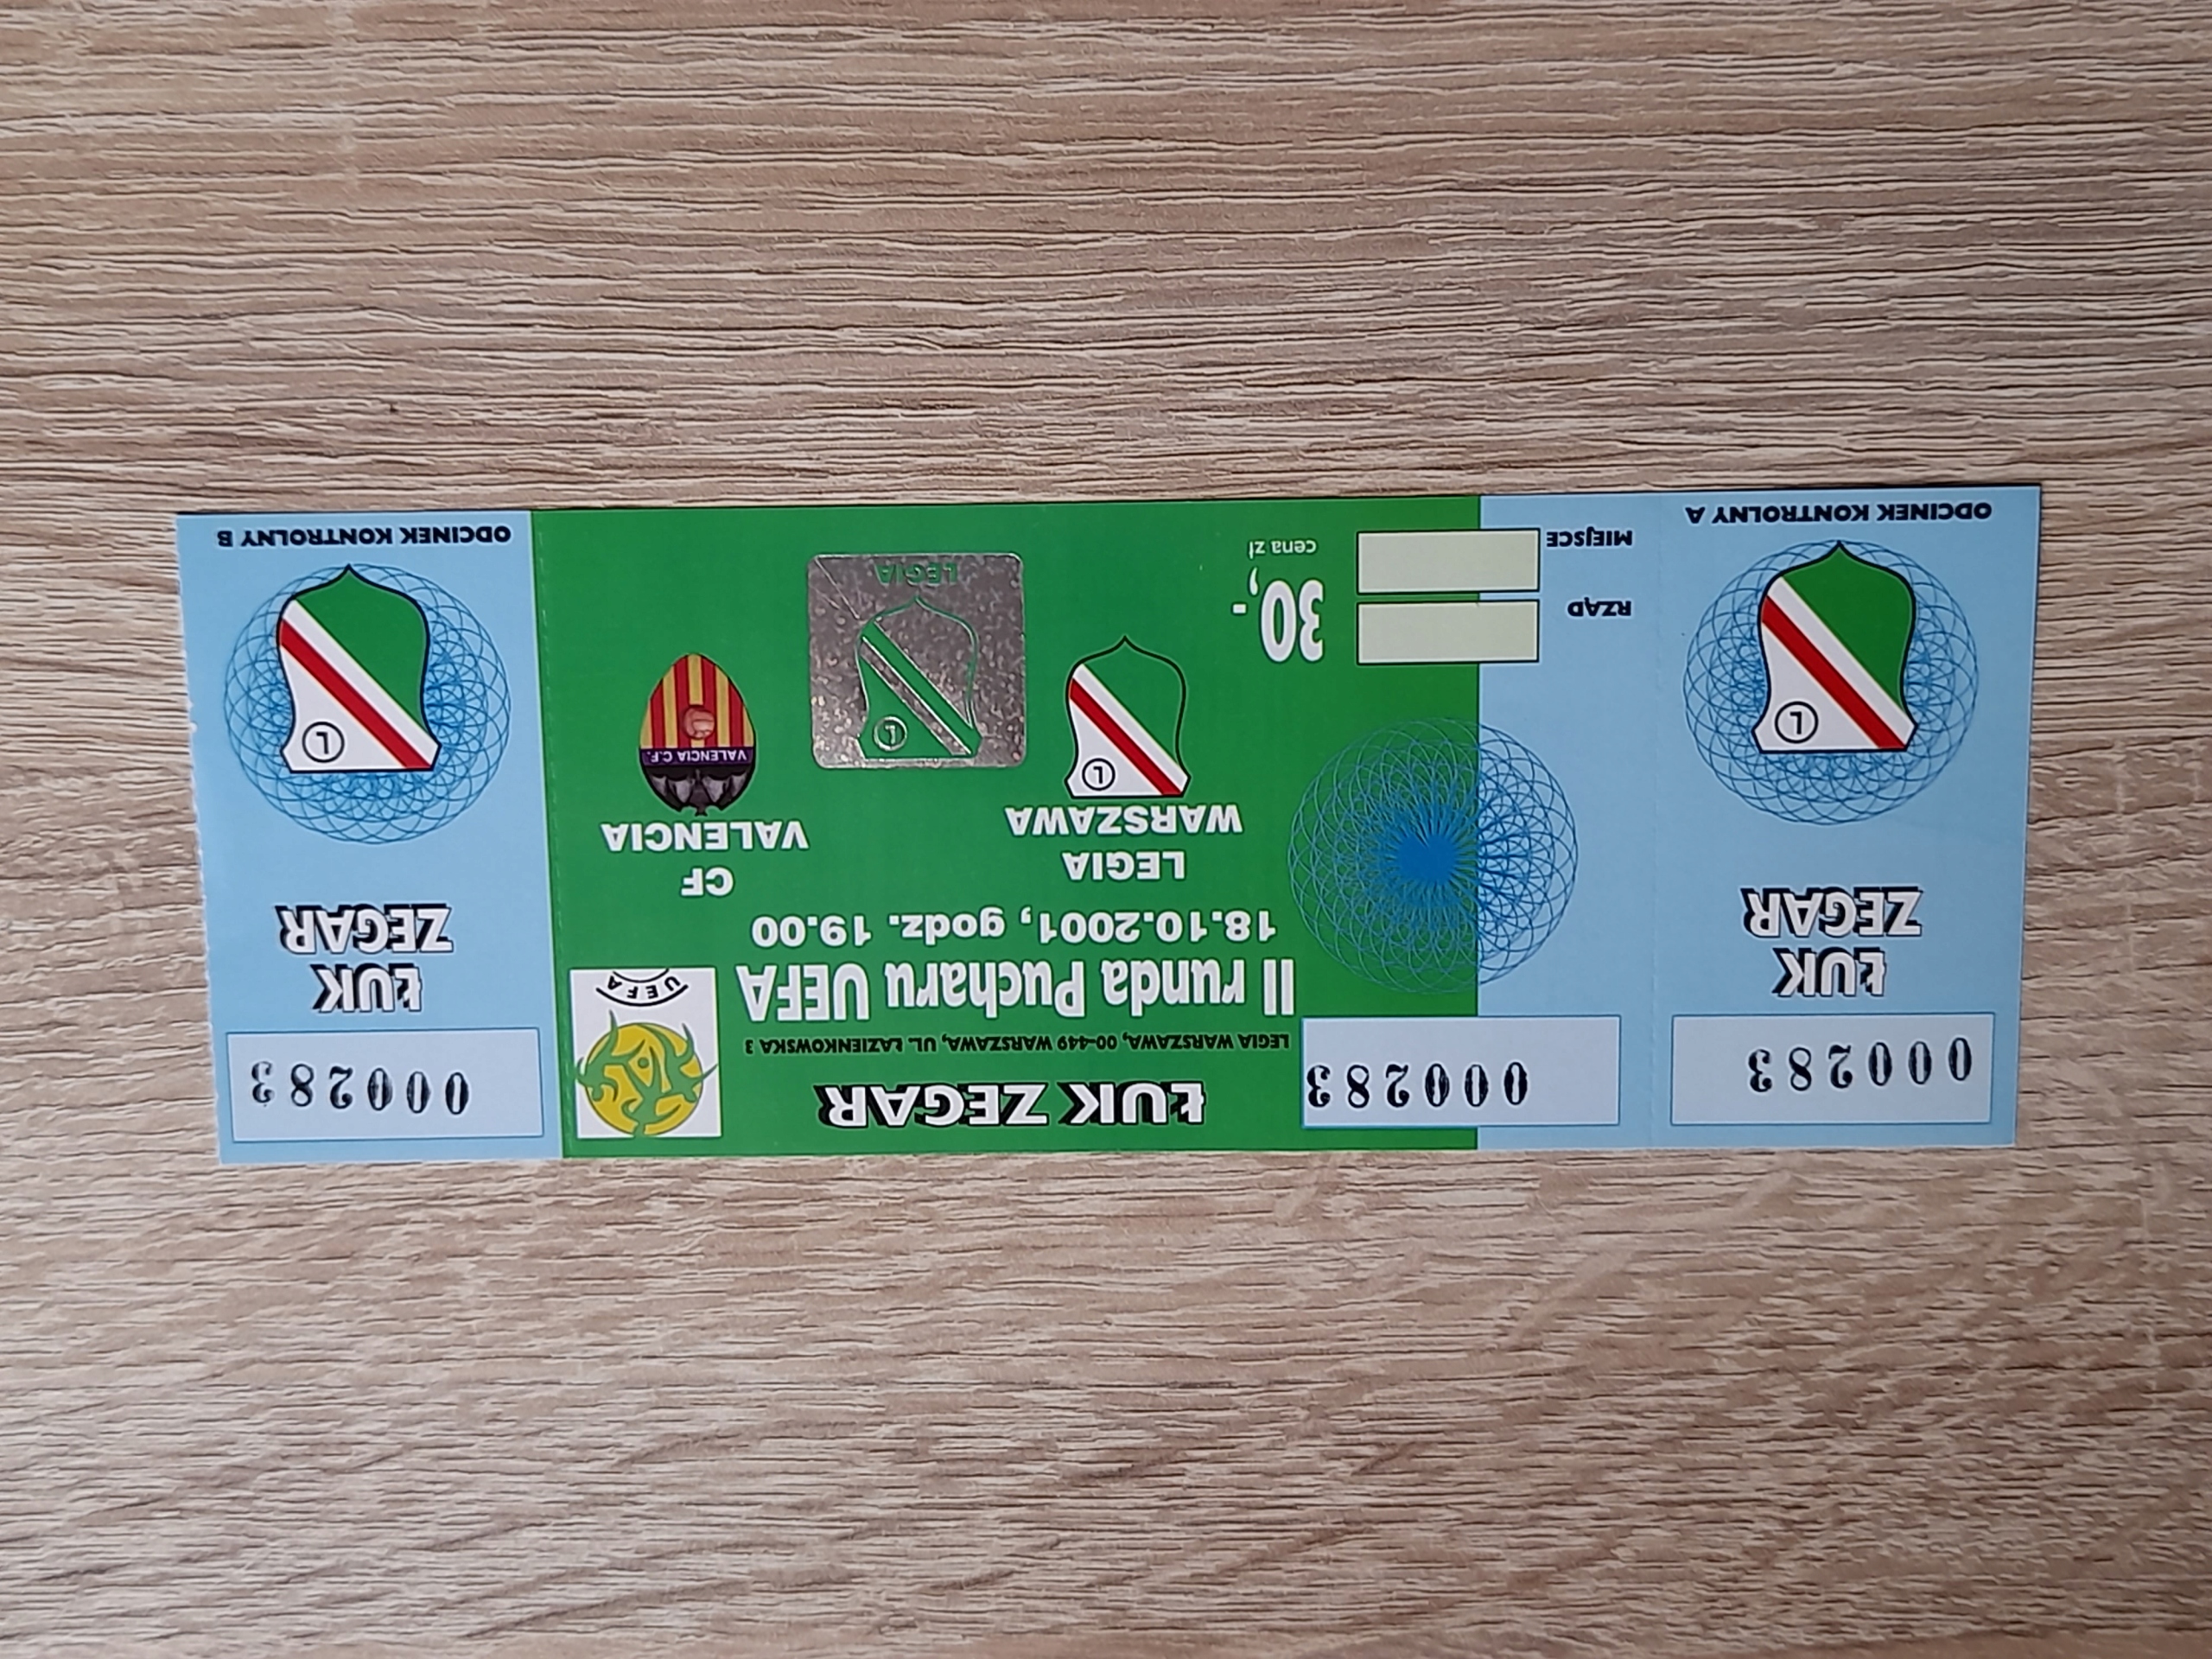 000283
ŁUK
ZEGAR
L
ODCINEK KONTROLNY A
000283
ŁUK ZEGAR
LEGIA WARSZAWA, 00-449 WARSZAWA, UL. ŁAZIENKOWSKA 3
II runda Pucharu UEFA
18.10.2001, godz. 19.00
UEFA
LEGIA
WARSZAWA
L
CF
VALENCIA
VALENCIA C.F.
L
LEGIA
RZĄD
MIEJSCE
30,-
cena zł
000283
ŁUK
ZEGAR
L
ODCINEK KONTROLNY B